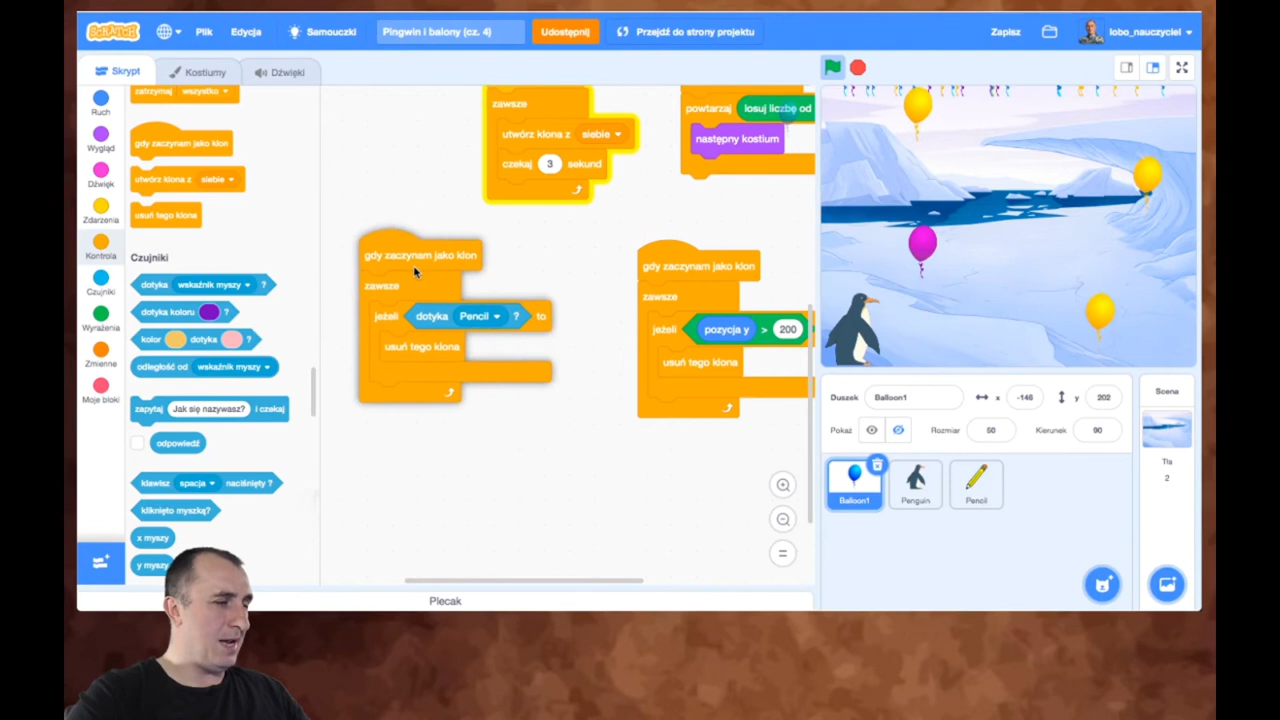 SCRATCH
Plik
Edycja
Samouczki
Pingwin i balony (cz. 4)
Udostępnij
Przejdź do strony projektu
Zapisz
lobo_nauczyciel
Skrypt
Kostiumy
Dźwięki
Ruch
Wygląd
Dźwięk
Zdarzenia
Kontrola
Czujniki
Wyrażenia
Zmienne
Moje bloki
zatrzymaj wszystko
gdy zaczynam jako klon
utwórz klona z siebie
usuń tego klona
Czujniki
dotyka wskaźnik myszy ?
dotyka koloru ?
kolor dotyka ?
odległość od wskaźnik myszy
zapytaj Jak się nazywasz? i czekaj
odpowiedź
klawisz spacja naciśnięty ?
kliknięto myszką?
x myszy
y myszy
zawsze
utwórz klona z siebie
czekaj 3 sekund
powtarzaj losuj liczbę od
następny kostium
gdy zaczynam jako klon
zawsze
jeżeli dotyka Pencil ? to
usuń tego klona
gdy zaczynam jako klon
zawsze
jeżeli pozycja y > 200
usuń tego klona
Plecak
Duszek Balloon1 x -146 y 202
Pokaż Rozmiar 50 Kierunek 90
Balloon1
Penguin
Pencil
Scena
Tła
2